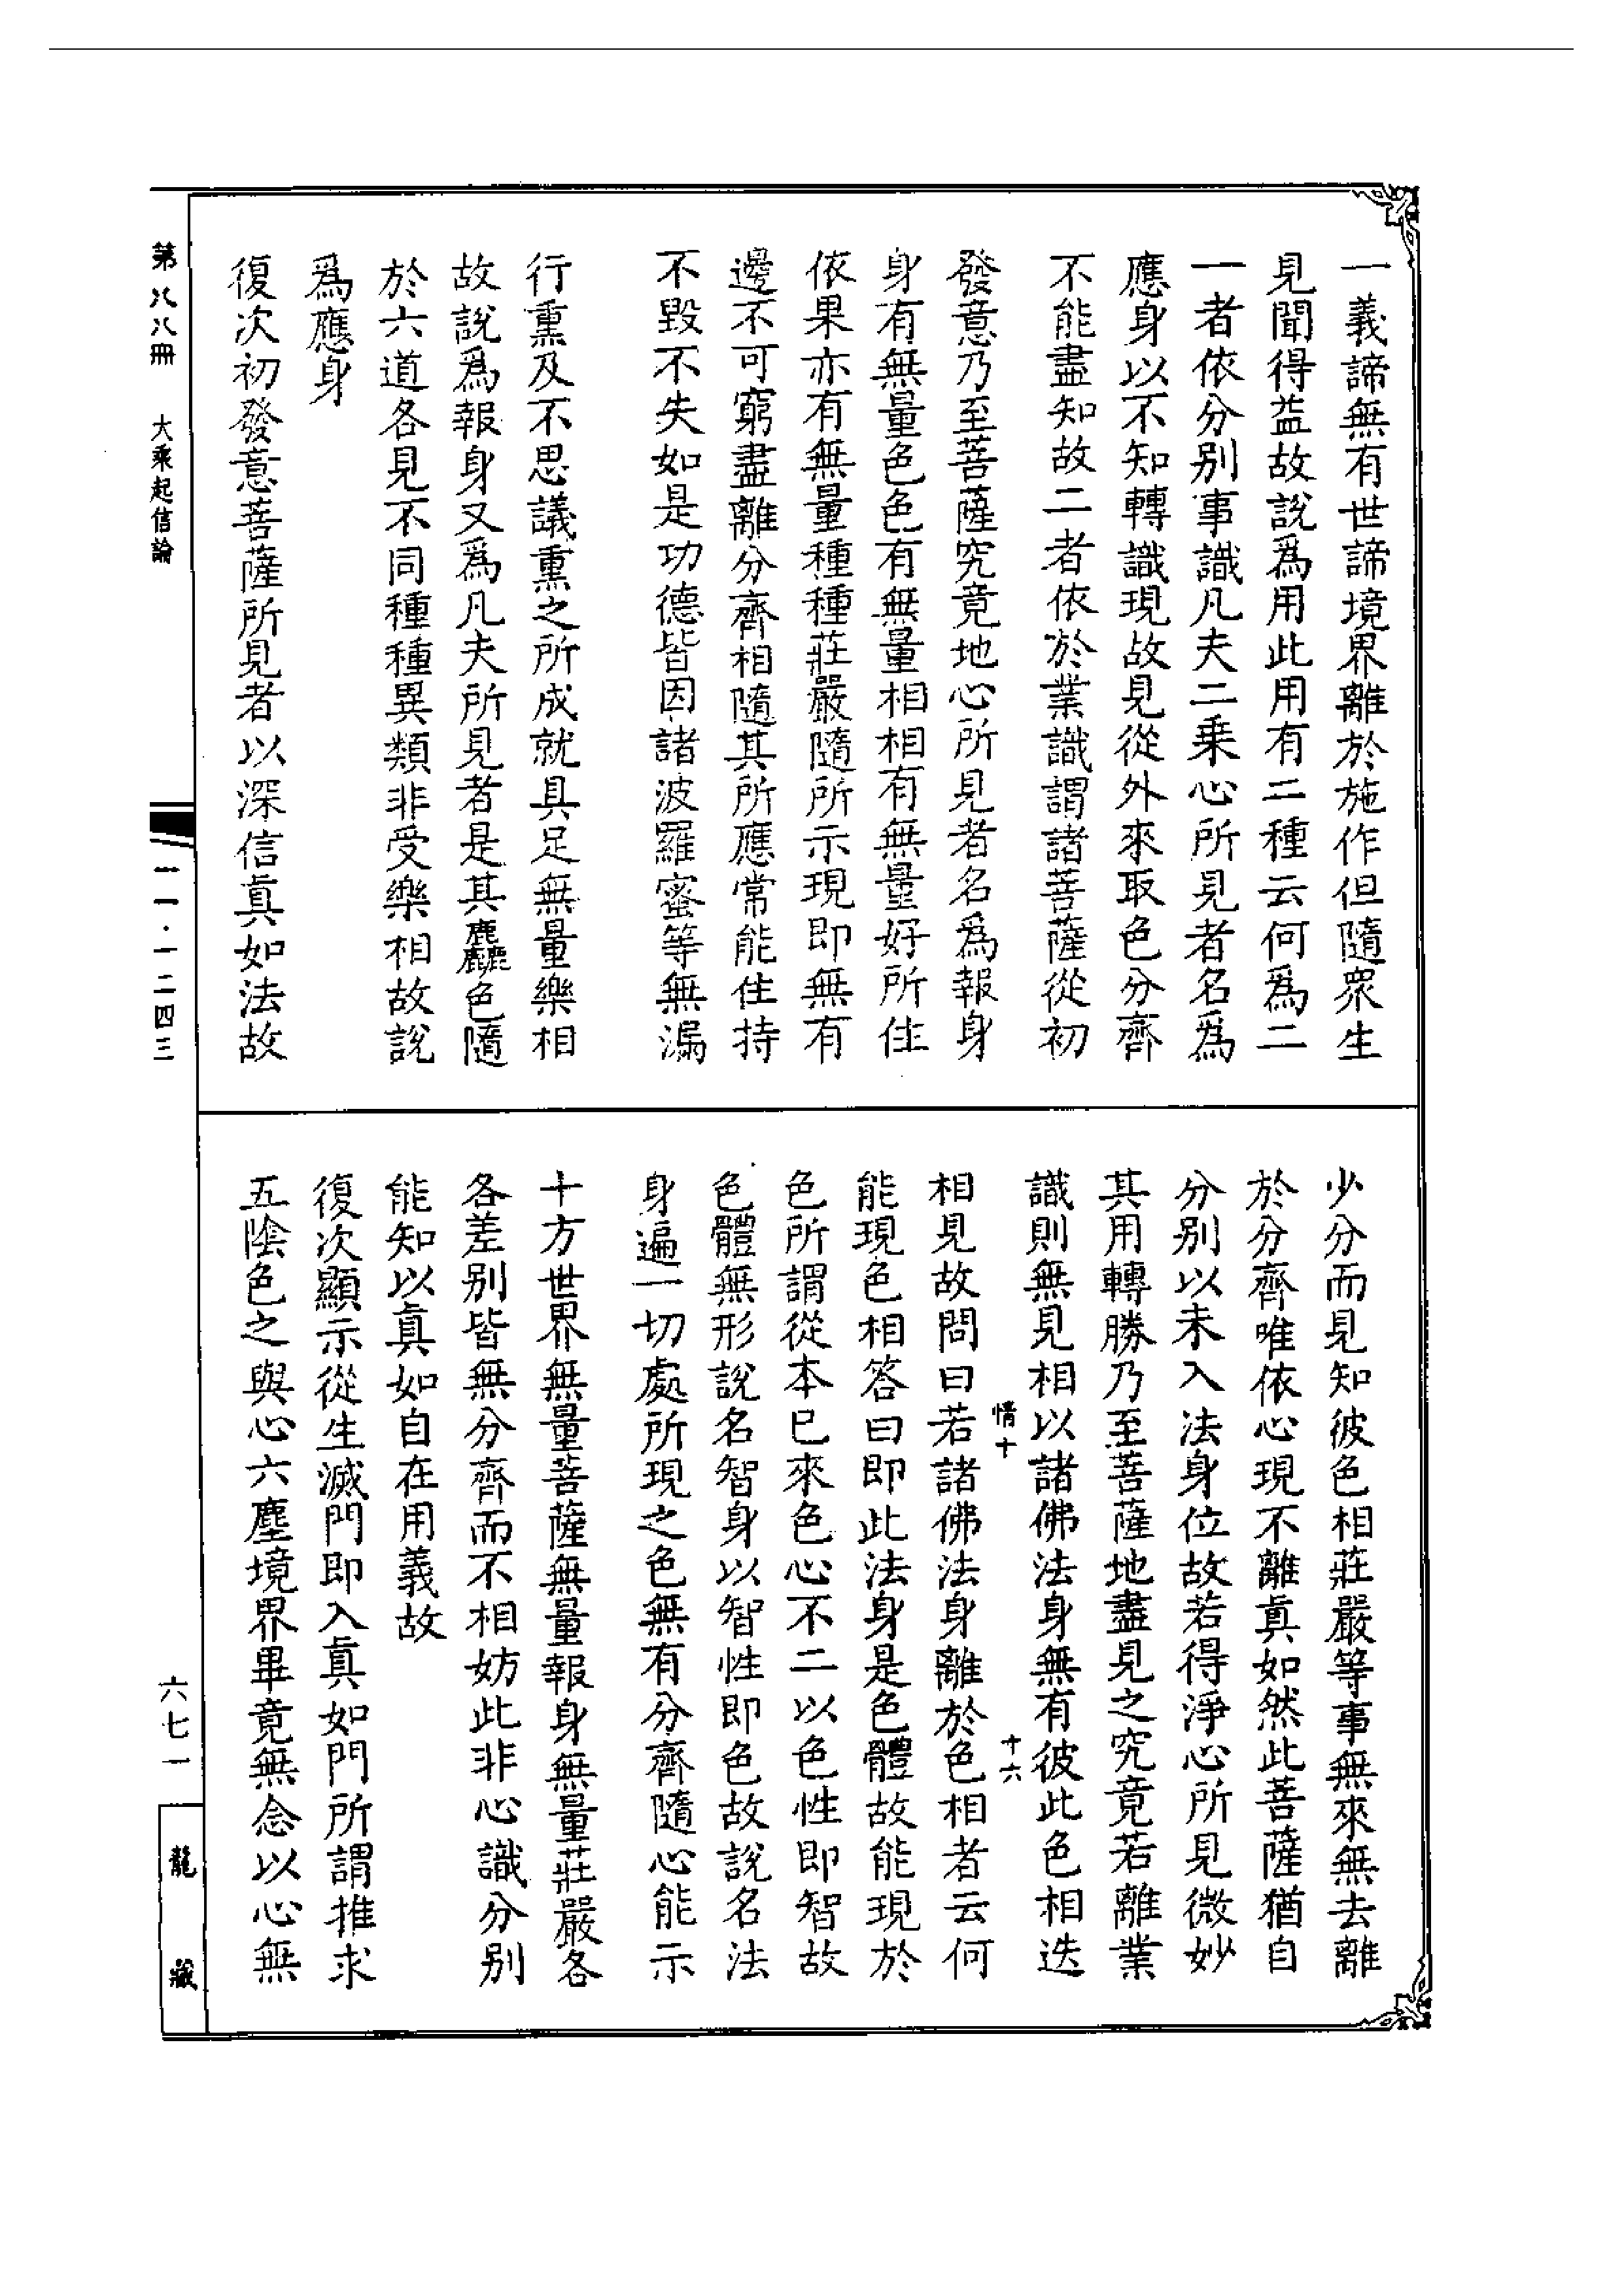 一義諦無有世諦境界離於施作但隨衆生
見聞得益故說爲用此用有二種云何爲二
一者依分别事識凡夫二乗心所見者名爲
應身以不知轉識現故見從外來取色分齊
不能盡知故二者依於業識謂諸菩薩從初
發意乃至菩薩究竟地心所見者名爲報身
身有無量色色有無量相相有無量好所住
依果亦有無量種種莊嚴隨所示現即無有
邊不可窮盡離分齊相隨其所應常能住持
不毀不失如是功德皆因諸波羅蜜等無漏
行熏及不思議熏之所成就具足無量樂相
故說爲報身又爲凡夫所見者是其麤色隨
於六道各見不同種種異類非受樂相故說
爲應身
復次初發意菩薩所見者以深信真如法故
少分而見知彼色相莊嚴等事無來無去離
於分齊唯依心現不離真如然此菩薩猶自
分别以未入法身位故若得淨心所見微妙
其用轉勝乃至菩薩地盡見之究竟若離業
識則無見相以諸佛法身無有彼此色相迭
情十 十六
相見故問曰若諸佛法身離於色相者云何
能現色相答曰即此法身是色體故能現於
色所謂從本已來色心不二以色性即智故
色體無形說名智身以智性即色故說名法
身遍一切處所現之色無有分齊隨心能示
十方世界無量菩薩無量報身無量莊嚴各
各差别皆無分齊而不相妨此非心識分别
能知以真如自在用義故
復次顯示從生滅門即入真如門所謂推求
五陰色之與心六塵境界畢竟無念以心無
第八八冊 大乘起信論
一一·一二四三
六七一
龍藏